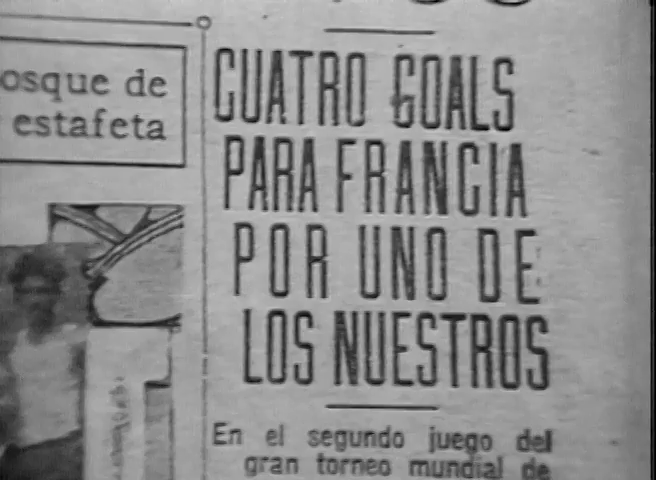 osque de
estafeta
CUATRO GOALS
PARA FRANCIA
POR UNO DE
LOS NUESTROS
En el segundo juego del
gran torneo mundial de